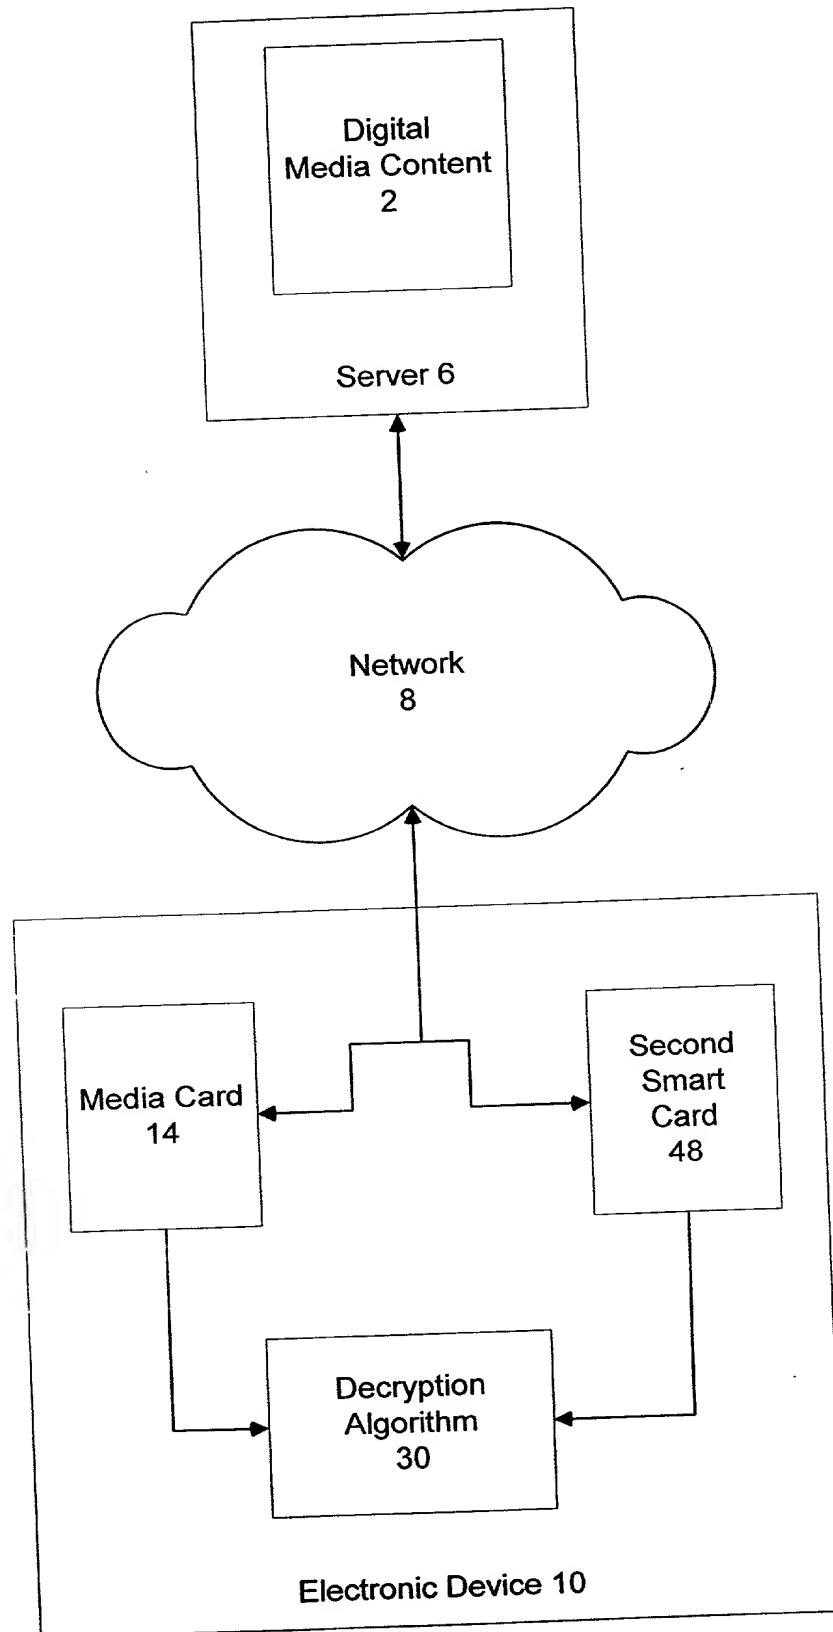 Digital
Media Content
2
Server 6
Network
8
Media Card
14
Second
Smart
Card
48
Decryption
Algorithm
30
Electronic Device 10